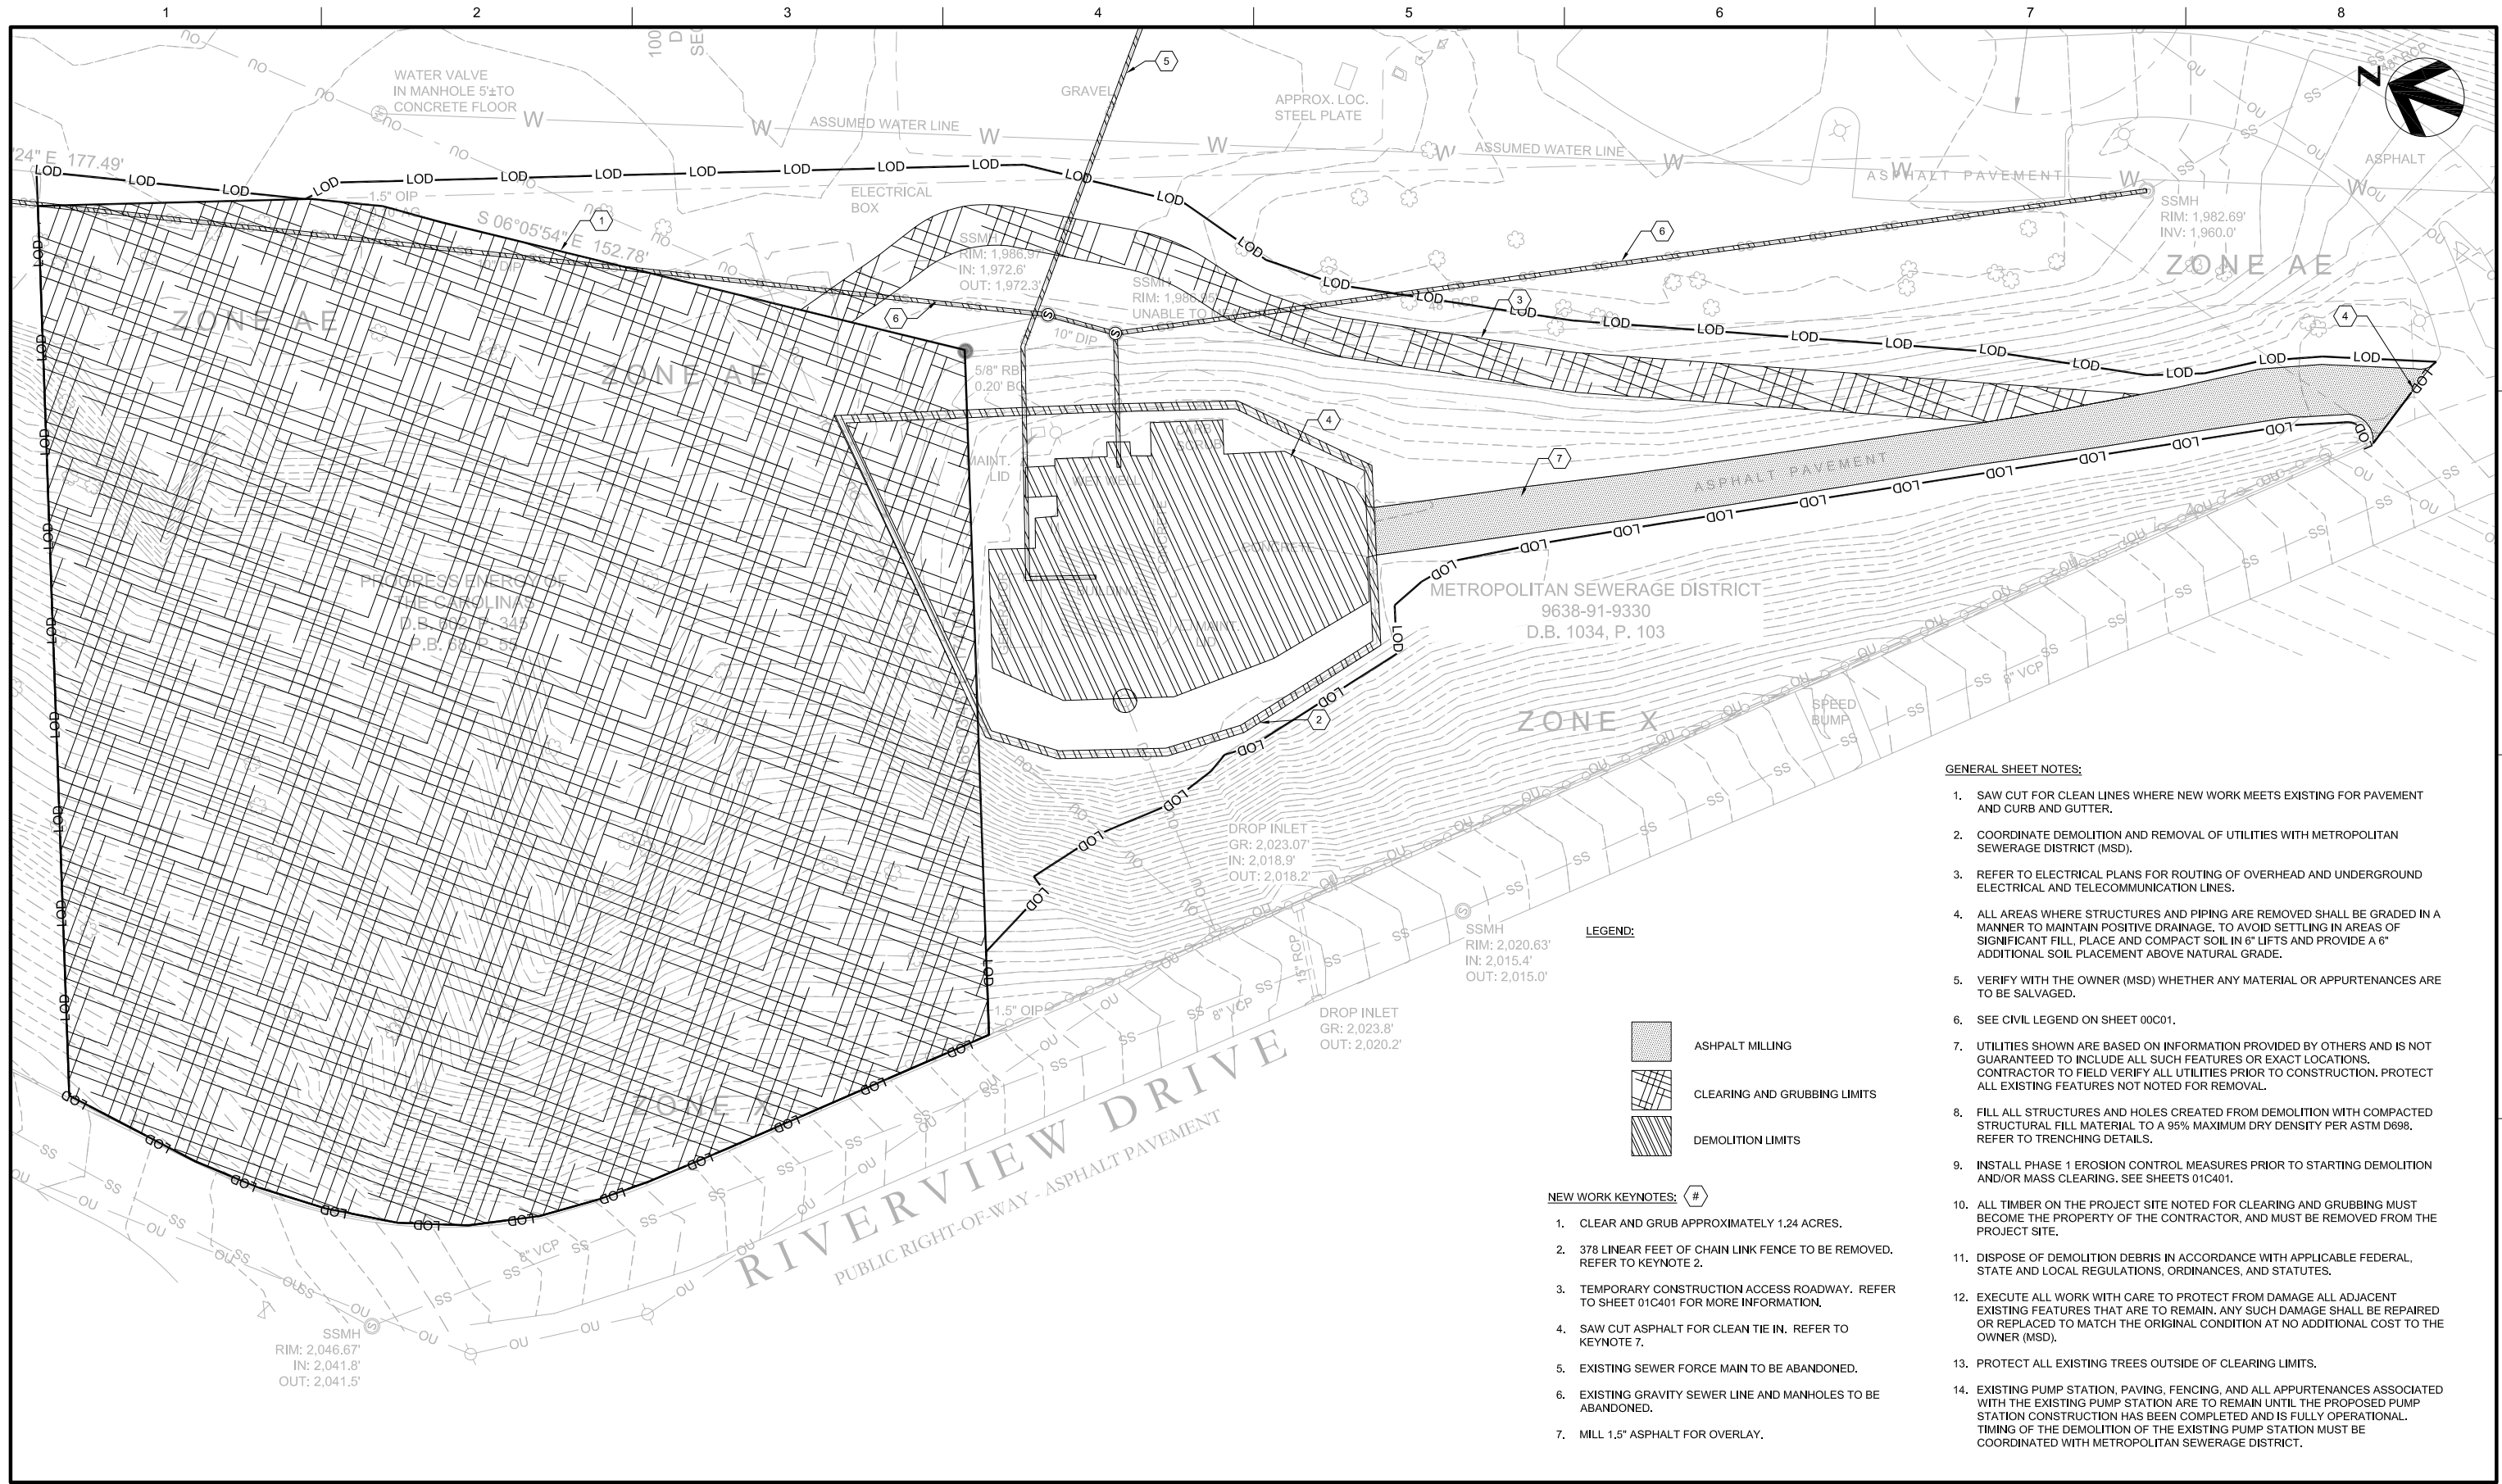 1 2 3 4 5 6 7 8
WATER VALVE
IN MANHOLE 5'±TO
CONCRETE FLOOR
GRAVEL
APPROX. LOC.
STEEL PLATE
ASSUMED WATER LINE
ASSUMED WATER LINE
ASPHALT PAVEMENT
ASPHALT
N
48" RCP
24" E 177.49'
1.5" OIP
ELECTRICAL
BOX
S 06°05'54" E 152.78'
10" DIP
SSMH
RIM: 1,986.97'
IN: 1,972.6'
OUT: 1,972.3'
SSMH
UNABLE TO
10" DIP
48" RCP
SSMH
RIM: 1,982.69'
INV: 1,960.0'
ZONE AE
ZONE AE
ZONE AE
5/8" RB
MAINT.
LID
WET WELL
CONCRETE
CONCRETE
BUILDING
GENERATOR
MAINT.
LID
ASPHALT PAVEMENT
PROGRESS ENERGY OF
THE CAROLINAS
D.B. 602, P. 345
P.B. 68, P. 55
METROPOLITAN SEWERAGE DISTRICT
9638-91-9330
D.B. 1034, P. 103
ZONE X
SPEED
BUMP
8" VCP
DROP INLET
GR: 2,023.07'
IN: 2,018.9'
OUT: 2,018.2'
SSMH
RIM: 2,020.63'
IN: 2,015.4'
OUT: 2,015.0'
15" RCP
DROP INLET
GR: 2,023.8'
OUT: 2,020.2'
1.5" OIP
8" VCP
ZONE X
RIVERVIEW DRIVE
PUBLIC RIGHT-OF-WAY - ASPHALT PAVEMENT
8" VCP
SSMH
RIM: 2,046.67'
IN: 2,041.8'
OUT: 2,041.5'
LEGEND:
ASHPALT MILLING
CLEARING AND GRUBBING LIMITS
DEMOLITION LIMITS
NEW WORK KEYNOTES: #
1. CLEAR AND GRUB APPROXIMATELY 1.24 ACRES.
2. 378 LINEAR FEET OF CHAIN LINK FENCE TO BE REMOVED.
REFER TO KEYNOTE 2.
3. TEMPORARY CONSTRUCTION ACCESS ROADWAY. REFER
TO SHEET 01C401 FOR MORE INFORMATION.
4. SAW CUT ASPHALT FOR CLEAN TIE IN. REFER TO
KEYNOTE 7.
5. EXISTING SEWER FORCE MAIN TO BE ABANDONED.
6. EXISTING GRAVITY SEWER LINE AND MANHOLES TO BE
ABANDONED.
7. MILL 1.5" ASPHALT FOR OVERLAY.
GENERAL SHEET NOTES:
1. SAW CUT FOR CLEAN LINES WHERE NEW WORK MEETS EXISTING FOR PAVEMENT
AND CURB AND GUTTER.
2. COORDINATE DEMOLITION AND REMOVAL OF UTILITIES WITH METROPOLITAN
SEWERAGE DISTRICT (MSD).
3. REFER TO ELECTRICAL PLANS FOR ROUTING OF OVERHEAD AND UNDERGROUND
ELECTRICAL AND TELECOMMUNICATION LINES.
4. ALL AREAS WHERE STRUCTURES AND PIPING ARE REMOVED SHALL BE GRADED IN A
MANNER TO MAINTAIN POSITIVE DRAINAGE. TO AVOID SETTLING IN AREAS OF
SIGNIFICANT FILL, PLACE AND COMPACT SOIL IN 6" LIFTS AND PROVIDE A 6"
ADDITIONAL SOIL PLACEMENT ABOVE NATURAL GRADE.
5. VERIFY WITH THE OWNER (MSD) WHETHER ANY MATERIAL OR APPURTENANCES ARE
TO BE SALVAGED.
6. SEE CIVIL LEGEND ON SHEET 00C01.
7. UTILITIES SHOWN ARE BASED ON INFORMATION PROVIDED BY OTHERS AND IS NOT
GUARANTEED TO INCLUDE ALL SUCH FEATURES OR EXACT LOCATIONS.
CONTRACTOR TO FIELD VERIFY ALL UTILITIES PRIOR TO CONSTRUCTION. PROTECT
ALL EXISTING FEATURES NOT NOTED FOR REMOVAL.
8. FILL ALL STRUCTURES AND HOLES CREATED FROM DEMOLITION WITH COMPACTED
STRUCTURAL FILL MATERIAL TO A 95% MAXIMUM DRY DENSITY PER ASTM D698.
REFER TO TRENCHING DETAILS.
9. INSTALL PHASE 1 EROSION CONTROL MEASURES PRIOR TO STARTING DEMOLITION
AND/OR MASS CLEARING. SEE SHEETS 01C401.
10. ALL TIMBER ON THE PROJECT SITE NOTED FOR CLEARING AND GRUBBING MUST
BECOME THE PROPERTY OF THE CONTRACTOR, AND MUST BE REMOVED FROM THE
PROJECT SITE.
11. DISPOSE OF DEMOLITION DEBRIS IN ACCORDANCE WITH APPLICABLE FEDERAL,
STATE AND LOCAL REGULATIONS, ORDINANCES, AND STATUTES.
12. EXECUTE ALL WORK WITH CARE TO PROTECT FROM DAMAGE ALL ADJACENT
EXISTING FEATURES THAT ARE TO REMAIN. ANY SUCH DAMAGE SHALL BE REPAIRED
OR REPLACED TO MATCH THE ORIGINAL CONDITION AT NO ADDITIONAL COST TO THE
OWNER (MSD).
13. PROTECT ALL EXISTING TREES OUTSIDE OF CLEARING LIMITS.
14. EXISTING PUMP STATION, PAVING, FENCING, AND ALL APPURTENANCES ASSOCIATED
WITH THE EXISTING PUMP STATION ARE TO REMAIN UNTIL THE PROPOSED PUMP
STATION CONSTRUCTION HAS BEEN COMPLETED AND IS FULLY OPERATIONAL.
TIMING OF THE DEMOLITION OF THE EXISTING PUMP STATION MUST BE
COORDINATED WITH METROPOLITAN SEWERAGE DISTRICT.